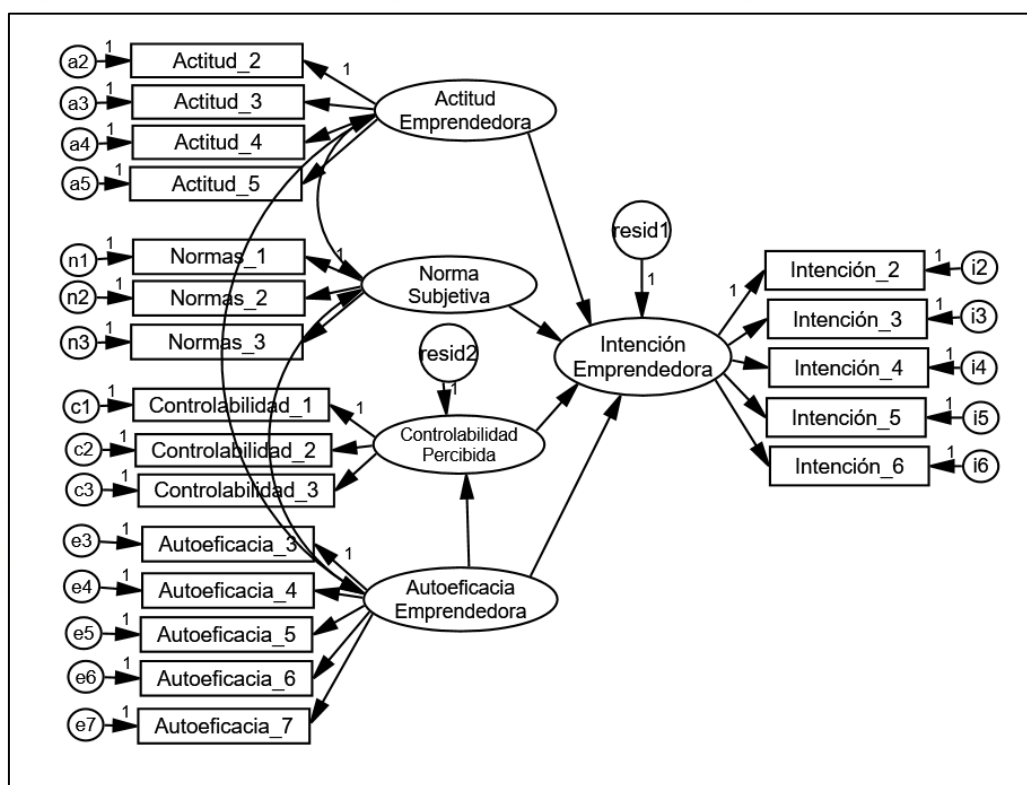 a2 1 Actitud_2
a3 1 Actitud_3
a4 1 Actitud_4
a5 1 Actitud_5
1
Actitud
Emprendedora
n1 1 Normas_1
n2 1 Normas_2
n3 1 Normas_3
1
Norma
Subjetiva
resid2
1
c1 1 Controlabilidad_1
c2 1 Controlabilidad_2
c3 1 Controlabilidad_3
1
Controlabilidad
Percibida
e3 1 Autoeficacia_3
e4 1 Autoeficacia_4
e5 1 Autoeficacia_5
e6 1 Autoeficacia_6
e7 1 Autoeficacia_7
1
Autoeficacia
Emprendedora
resid1
1
Intención
Emprendedora
1
Intención_2 1 i2
Intención_3 1 i3
Intención_4 1 i4
Intención_5 1 i5
Intención_6 1 i6